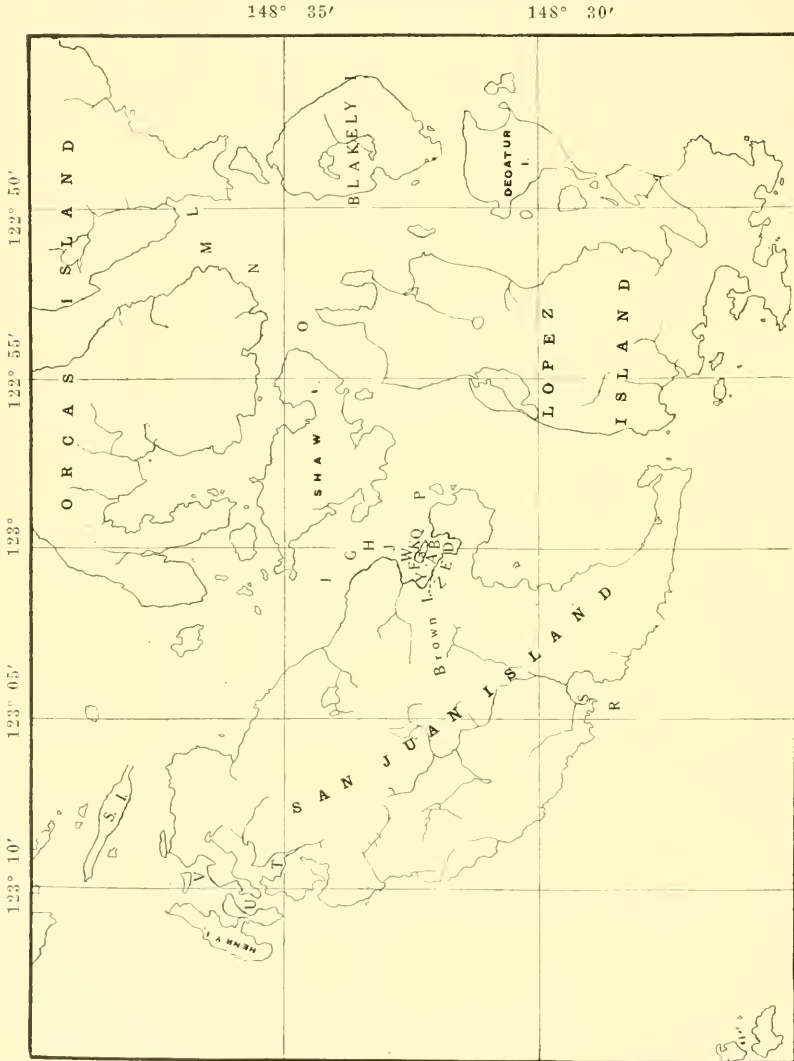 148° 35′
148° 30′
122° 50′
122° 55′
123°
123° 05′
123° 10′
ORCAS ISLAND
BLAKELY I
DECATUR
I.
L
M
N
O
SHAW I.
LOPEZ
ISLAND
P
I
G
H
J
W
K
Q
F
A
B
E
D
Z
Brown I.
SAN JUAN ISLAND
S
R
S. I.
V
U
T
HENRY I.